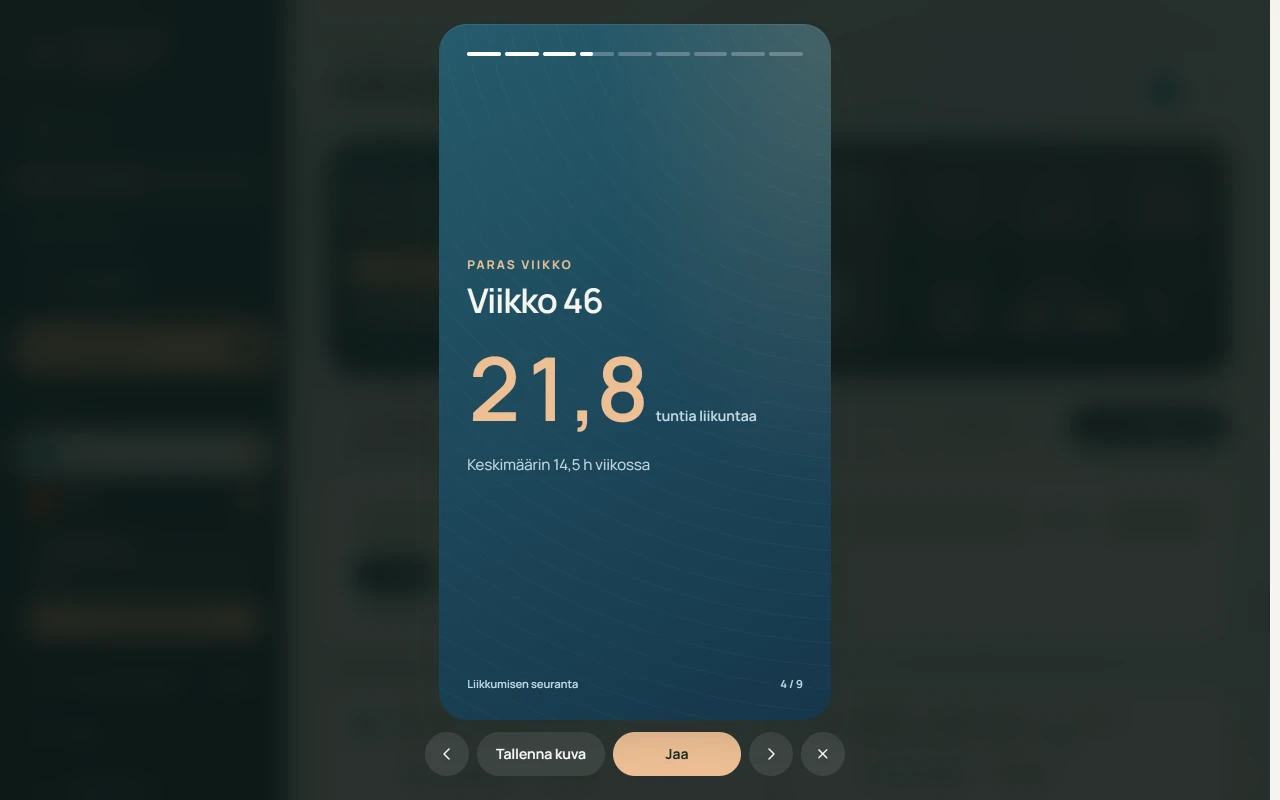 PARAS VIIKKO
Viikko 46
21,8 tuntia liikuntaa
Keskimäärin 14,5 h viikossa
Liikkumisen seuranta
4 / 9
Tallenna kuva
Jaa